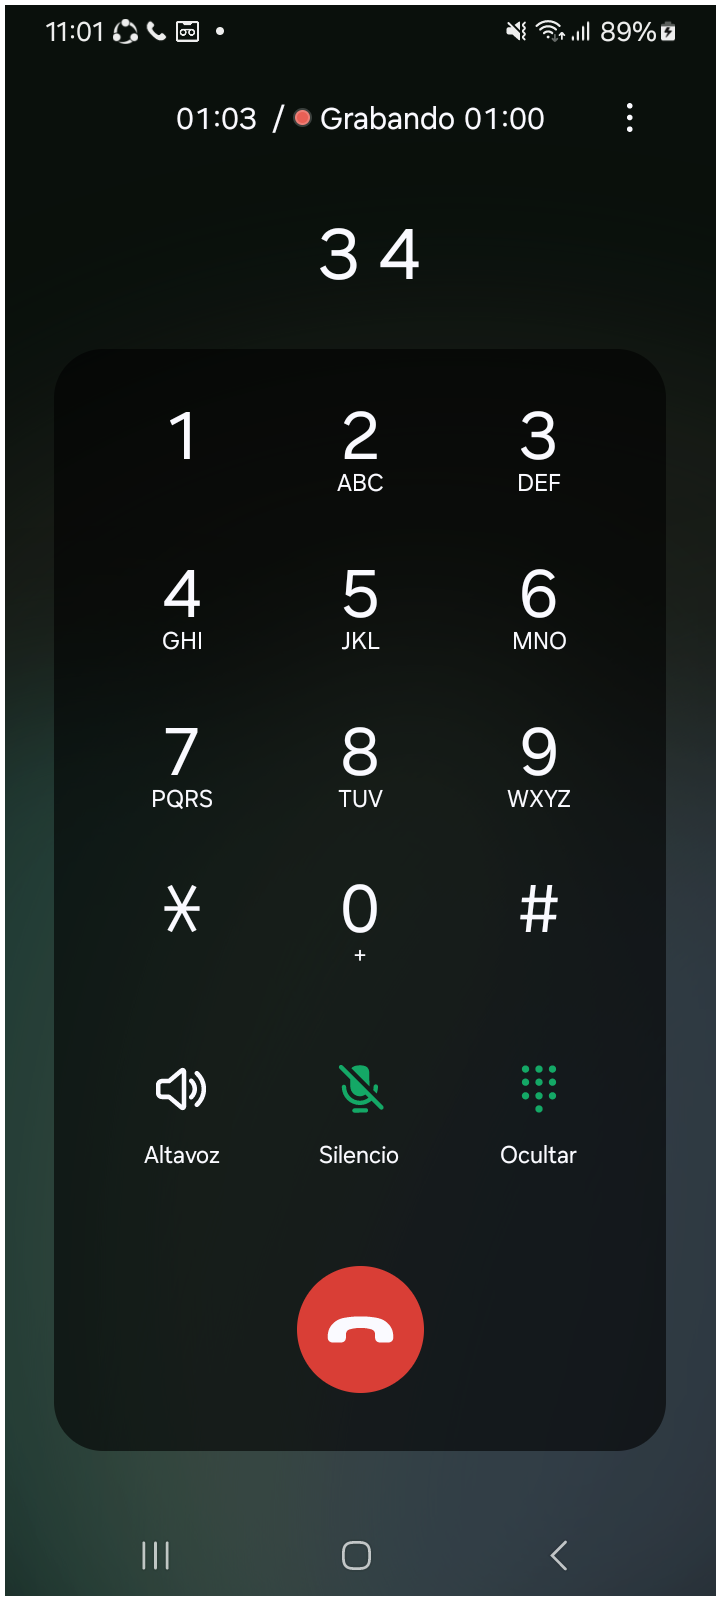 11:01 89%
01:03 / Grabando 01:00
3 4
1 2 3
ABC DEF
4 5 6
GHI JKL MNO
7 8 9
PQRS TUV WXYZ
* 0 #
+
Altavoz Silencio Ocultar